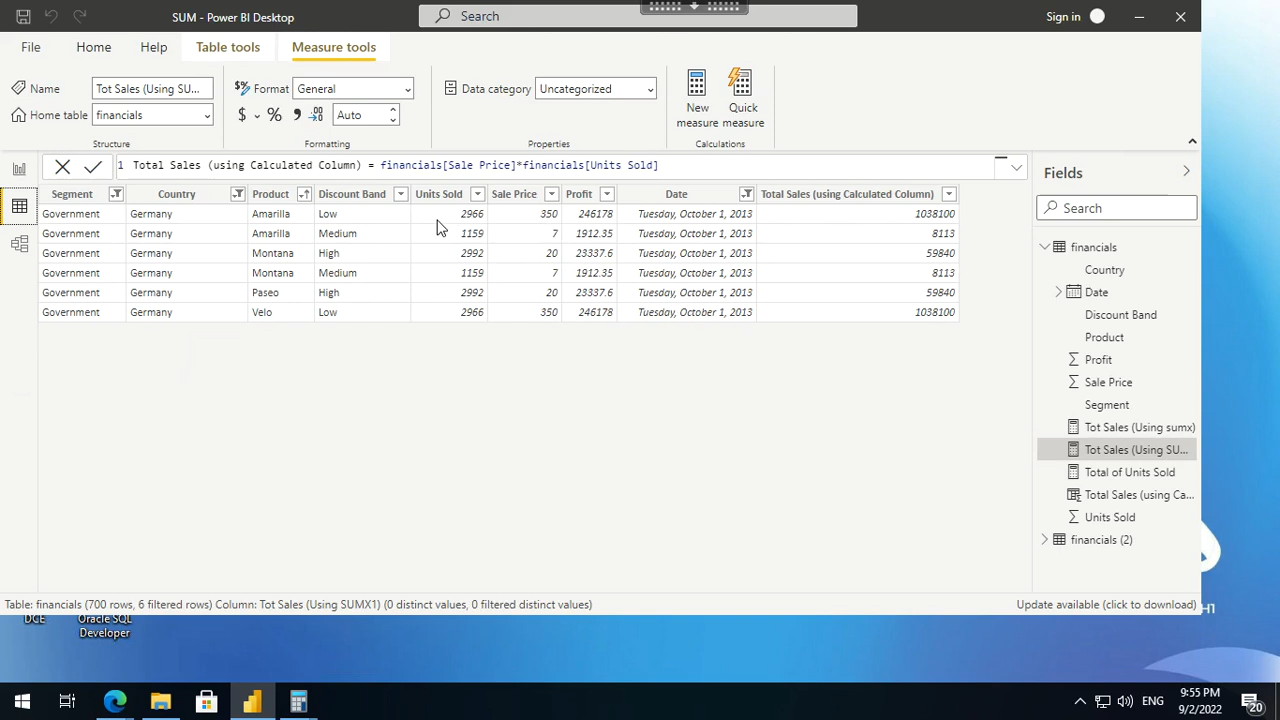 SUM - Power BI Desktop
Search
Sign in
File
Home
Help
Table tools
Measure tools
Name
Tot Sales (Using SU...
Format
General
Data category
Uncategorized
Home table
financials
$
%
Auto
New measure
Quick measure
Structure
Formatting
Properties
Calculations
1 Total Sales (using Calculated Column) = financials[Sale Price]*financials[Units Sold]
Segment Country Product Discount Band Units Sold Sale Price Profit Date Total Sales (using Calculated Column)
Government Germany Amarilla Low 2966 350 246178 Tuesday, October 1, 2013 1038100
Government Germany Amarilla Medium 1159 7 1912.35 Tuesday, October 1, 2013 8113
Government Germany Montana High 2992 20 23337.6 Tuesday, October 1, 2013 59840
Government Germany Montana Medium 1159 7 1912.35 Tuesday, October 1, 2013 8113
Government Germany Paseo High 2992 20 23337.6 Tuesday, October 1, 2013 59840
Government Germany Velo Low 2966 350 246178 Tuesday, October 1, 2013 1038100
Fields
Search
financials
Country
Date
Discount Band
Product
Profit
Sale Price
Segment
Tot Sales (Using sumx)
Tot Sales (Using SU...
Total of Units Sold
Total Sales (using Ca...
Units Sold
financials (2)
Table: financials (700 rows, 6 filtered rows) Column: Tot Sales (Using SUMX1) (0 distinct values, 0 filtered distinct values)
Update available (click to download)
H1
DCE
Oracle SQL
Developer
ENG
9:55 PM
9/2/2022
20